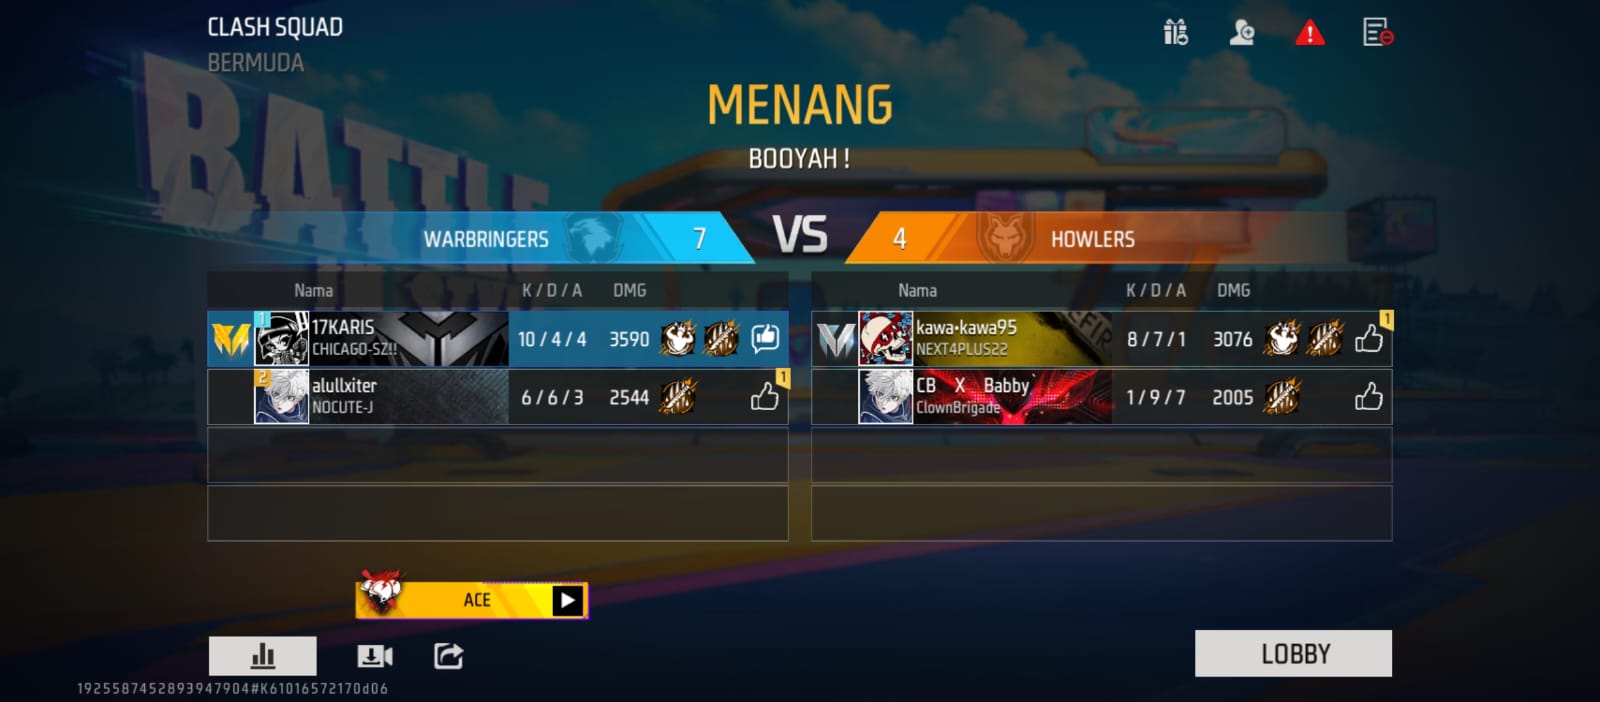 CLASH SQUAD
BERMUDA
MENANG
BOOYAH !
WARBRINGERS 7 VS 4 HOWLERS
Nama K / D / A DMG
1 17KARIS 10 / 4 / 4 3590
CHICAGO-SZ!!
2 alullxiter 6 / 6 / 3 2544 1
NOCUTE-J
Nama K / D / A DMG
kawa•kawa95 8 / 7 / 1 3076 1
NEXT4PLUS22
CB X Babby` 1 / 9 / 7 2005
ClownBrigade
ACE
LOBBY
1925587452893947904#K61016572170d06
BATTLE